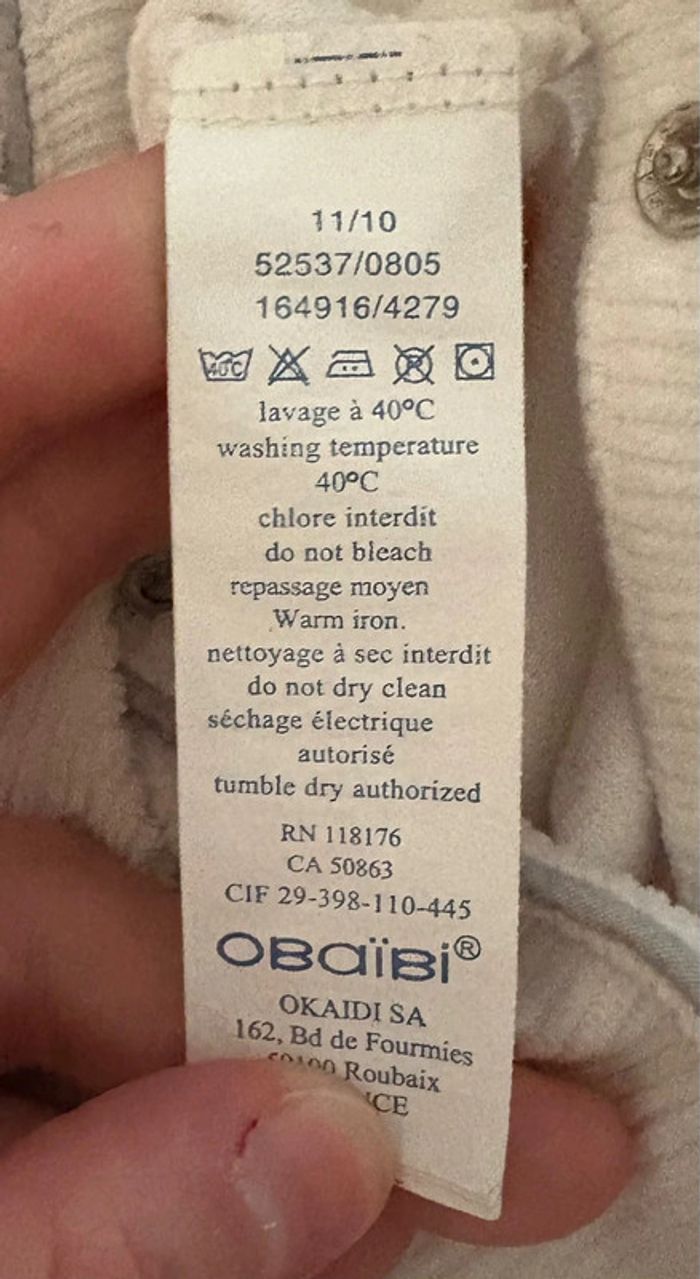 11/10
52537/0805
164916/4279
40°C
lavage à 40°C
washing temperature
40°C
chlore interdit
do not bleach
repassage moyen
Warm iron.
nettoyage à sec interdit
do not dry clean
séchage électrique
autorisé
tumble dry authorized
RN 118176
CA 50863
CIF 29-398-110-445
OBaïBi®
OKAIDI SA
162, Bd de Fourmies
Roubaix